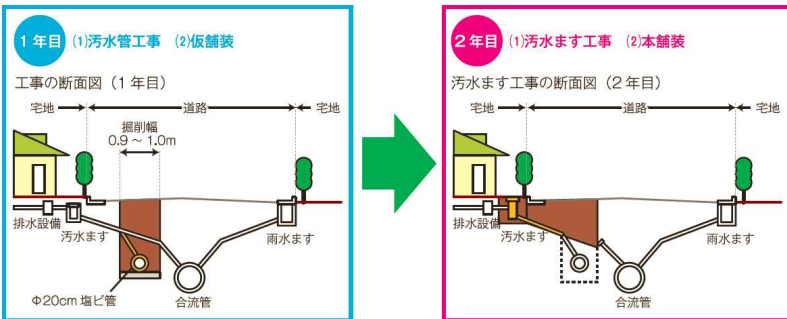 1年目 (1)汚水管工事 (2)仮舗装
工事の断面図(1年目)
宅地 道路 宅地
掘削幅
0.9~1.0m
排水設備
汚水ます
雨水ます
Φ20cm 塩ビ管
合流管
2年目 (1)汚水ます工事 (2)本舗装
汚水ます工事の断面図(2年目)
宅地 道路 宅地
排水設備
汚水ます
雨水ます
合流管